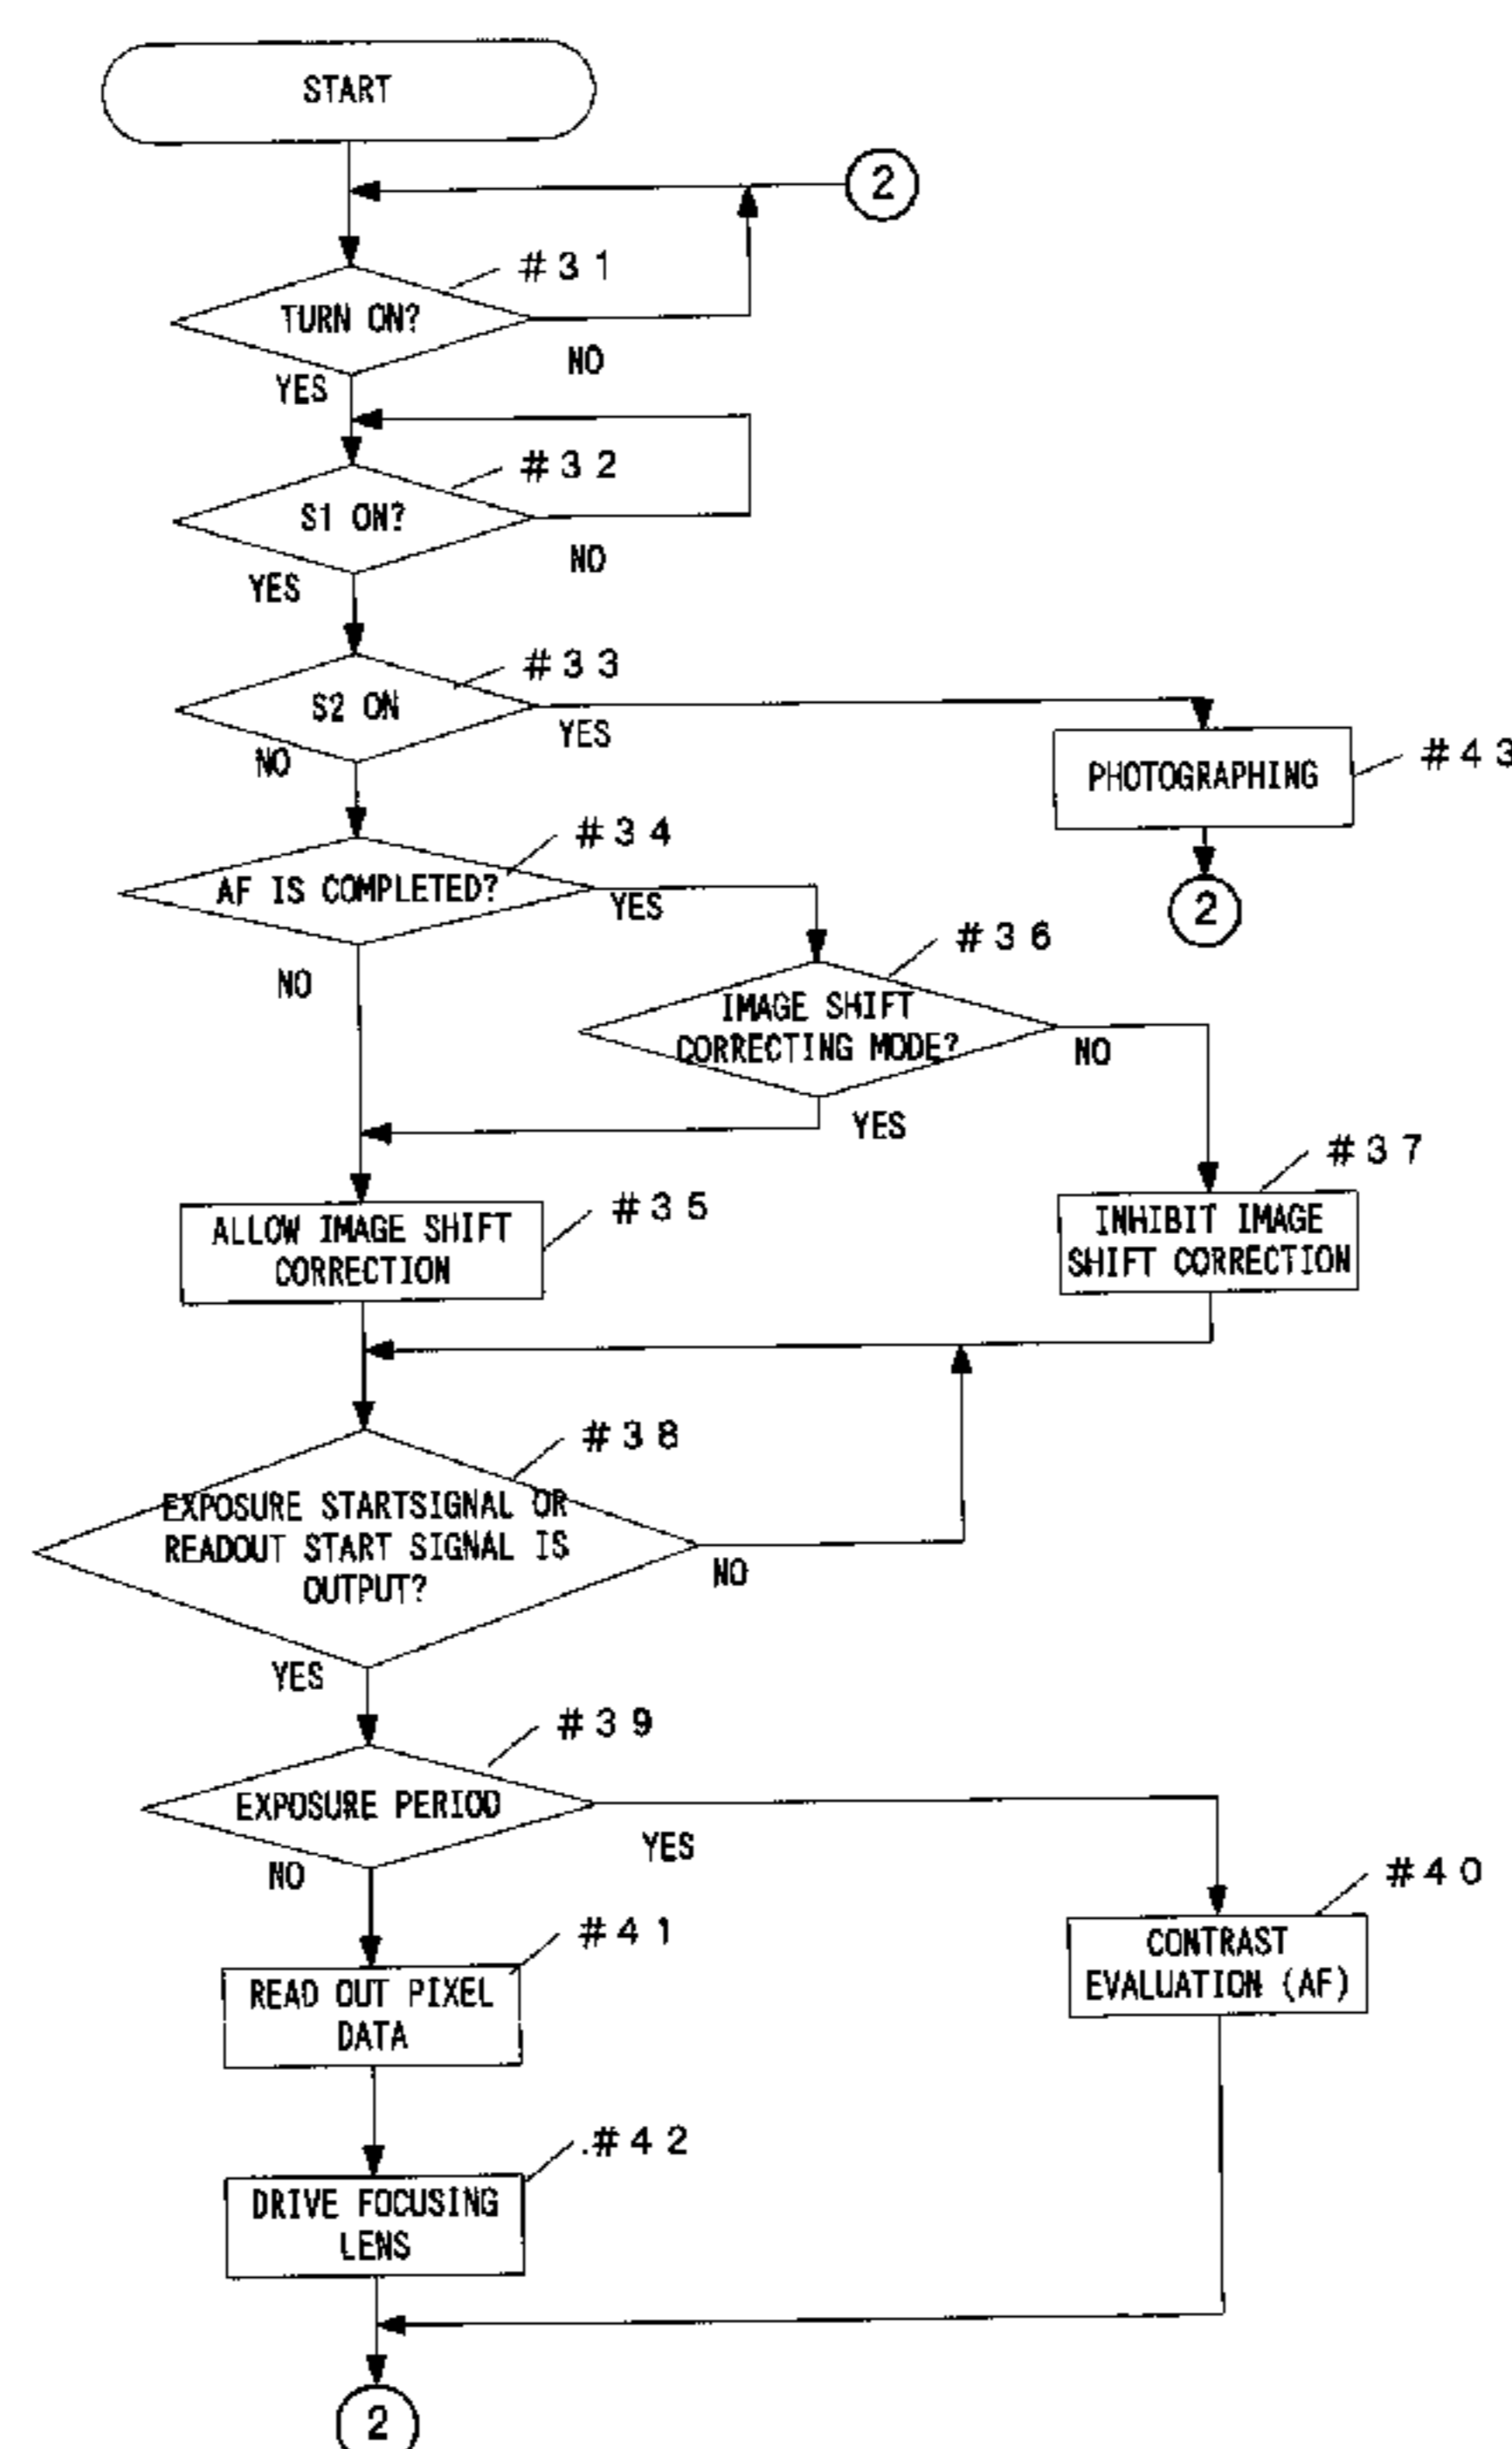 START
2
#31
TURN ON?
NO
YES
#32
S1 ON?
NO
YES
#33
S2 ON
YES
NO
PHOTOGRAPHING
#43
2
#34
AF IS COMPLETED?
YES
NO
#36
IMAGE SHIFT
CORRECTING MODE?
NO
YES
#37
INHIBIT IMAGE
SHIFT CORRECTION
#35
ALLOW IMAGE SHIFT
CORRECTION
#38
EXPOSURE STARTSIGNAL OR
READOUT START SIGNAL IS
OUTPUT?
NO
YES
#39
EXPOSURE PERIOD
YES
NO
#40
CONTRAST
EVALUATION (AF)
#41
READ OUT PIXEL
DATA
.#42
DRIVE FOCUSING
LENS
2